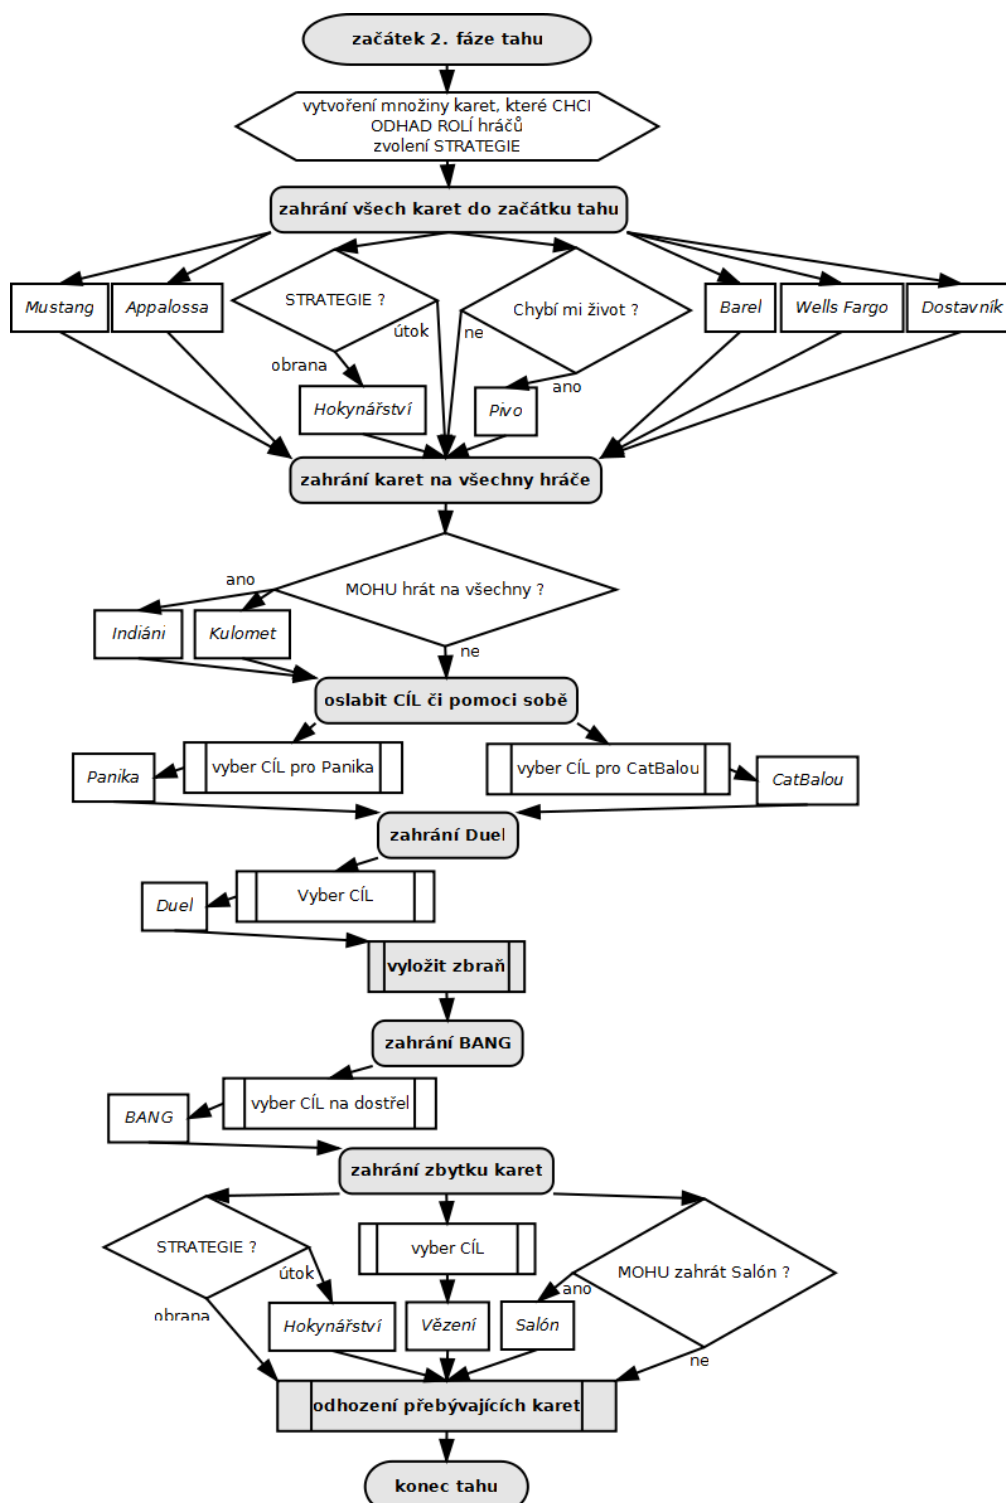 začátek 2. fáze tahu
vytvoření množiny karet, které CHCI
ODHAD ROLÍ hráčů
zvolení STRATEGIE
zahrání všech karet do začátku tahu
Mustang
Appalossa
STRATEGIE ?
Chybí mi život ?
Barel
Wells Fargo
Dostavník
útok
ne
obrana
ano
Hokynářství
Pivo
zahrání karet na všechny hráče
MOHU hrát na všechny ?
ano
Indiáni
Kulomet
ne
oslabit CÍL či pomoci sobě
Panika
vyber CÍL pro Panika
vyber CÍL pro CatBalou
CatBalou
zahrání Duel
Vyber CÍL
Duel
vyložit zbraň
zahrání BANG
vyber CÍL na dostřel
BANG
zahrání zbytku karet
STRATEGIE ?
vyber CÍL
MOHU zahrát Salón ?
útok
ano
obrana
Hokynářství
Vězení
Salón
ne
odhození přebývajících karet
konec tahu